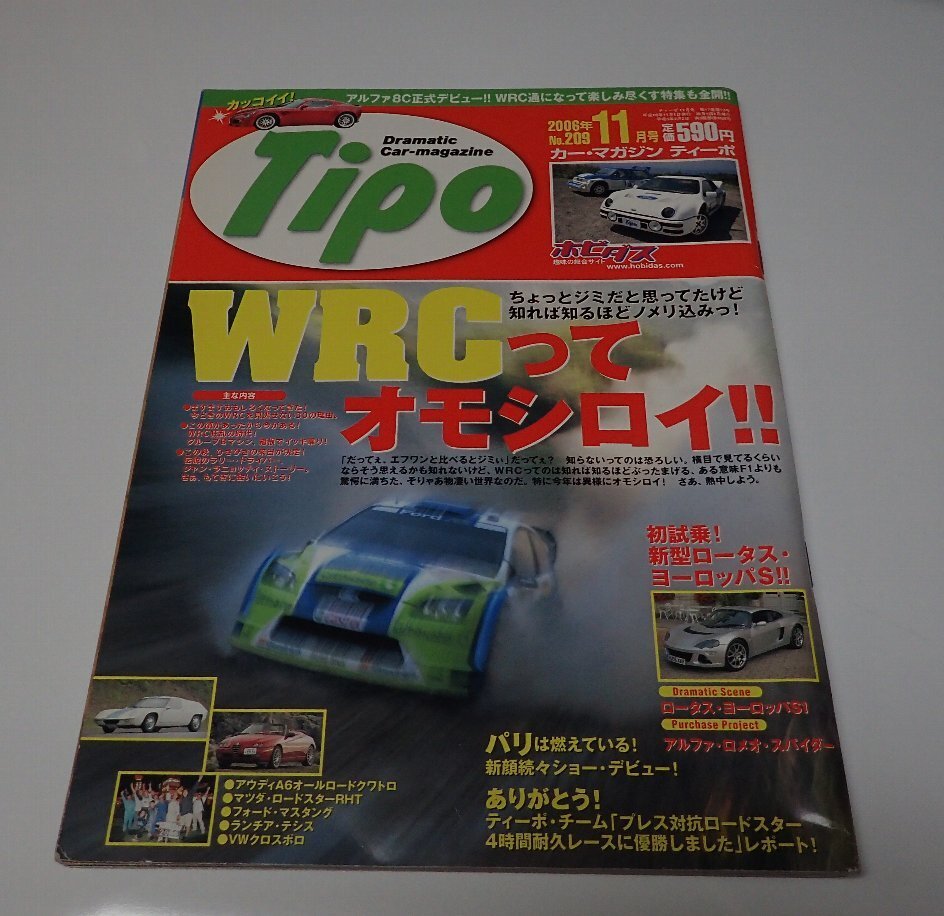 カッコイイ!
アルファ8C正式デビュー!! WRC通になって楽しみ尽くす特集も全開!!
Dramatic
Car-magazine
Tipo
2006年
No.209
11
月号
定価
590円
カー・マガジン ティーポ
ホビダス
趣味の総合サイト
www.hobidas.com
WRCって
オモシロイ!!
ちょっとジミだと思ってたけど
知れば知るほどノメリ込みっ!
主な内容
「だってぇ、エフワンと比べるとジミぃ」だってぇ? 知らないってのは恐ろしい。横目で見てるくらい
ならそう思えるかも知れないけど、WRCってのは知れば知るほどぶったまげる、ある意味F1よりも
驚愕に満ちた、そりゃあ物凄い世界なのだ。特に今年は異様にオモシロイ! さあ、熱中しよう。
Ford
初試乗!
新型ロータス・
ヨーロッパS!!
Dramatic Scene
ロータス・ヨーロッパS!
Purchase Project
アルファ・ロメオ・スパイダー
パリは燃えている!
新顔続々ショー・デビュー!
ありがとう!
ティーポ・チーム「プレス対抗ロードスター
4時間耐久レースに優勝しました」レポート!
●アウディA6オールロードクワトロ
●マツダ・ロードスターRHT
●フォード・マスタング
●ランチア・テシス
●VWクロスポロ